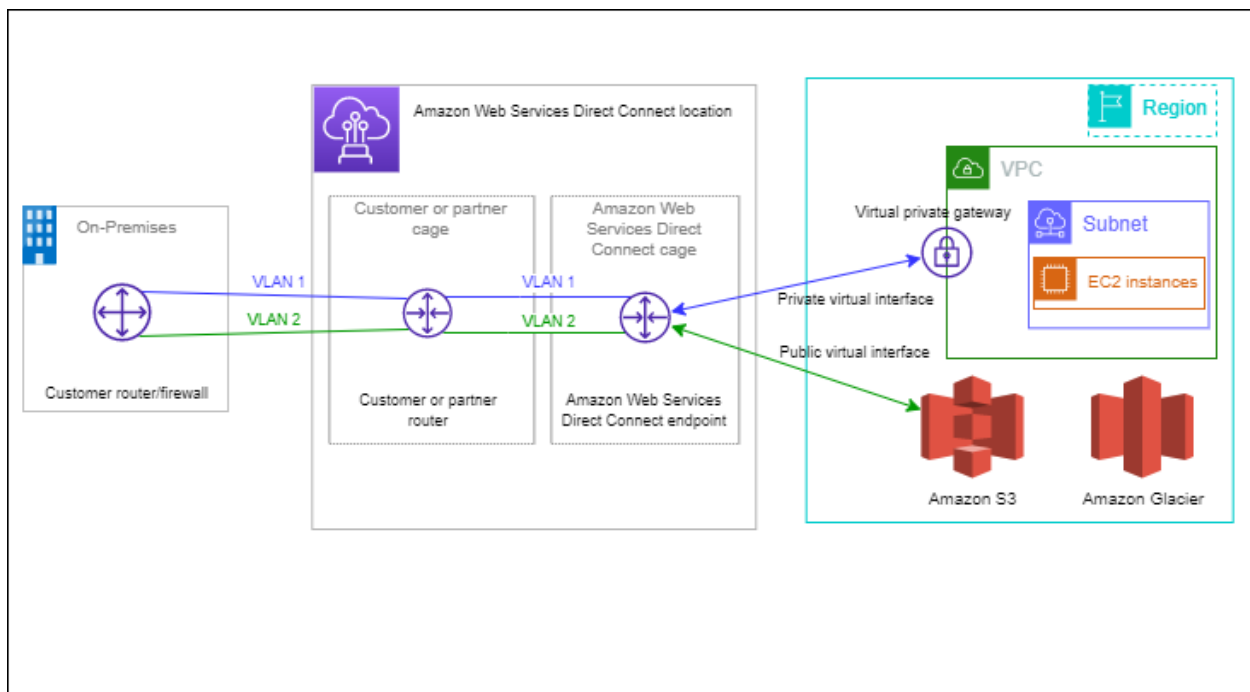 Amazon Web Services Direct Connect location
Region
VPC
Customer or partner
cage
Amazon Web
Services Direct
Connect cage
Virtual private gateway
On-Premises
Subnet
VLAN 1
VLAN 1
EC2 instances
Private virtual interface
VLAN 2
VLAN 2
Public virtual interface
Customer router/firewall
Customer or partner
router
Amazon Web Services
Direct Connect endpoint
Amazon S3
Amazon Glacier